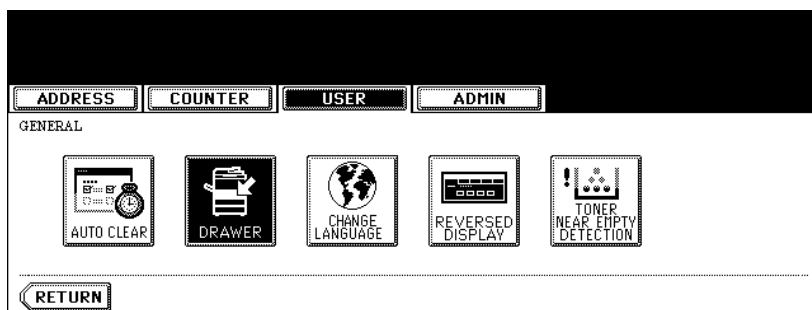 ADDRESS COUNTER USER ADMIN
GENERAL
AUTO CLEAR
DRAWER
CHANGE
LANGUAGE
REVERSED
DISPLAY
TONER
NEAR EMPTY
DETECTION
RETURN